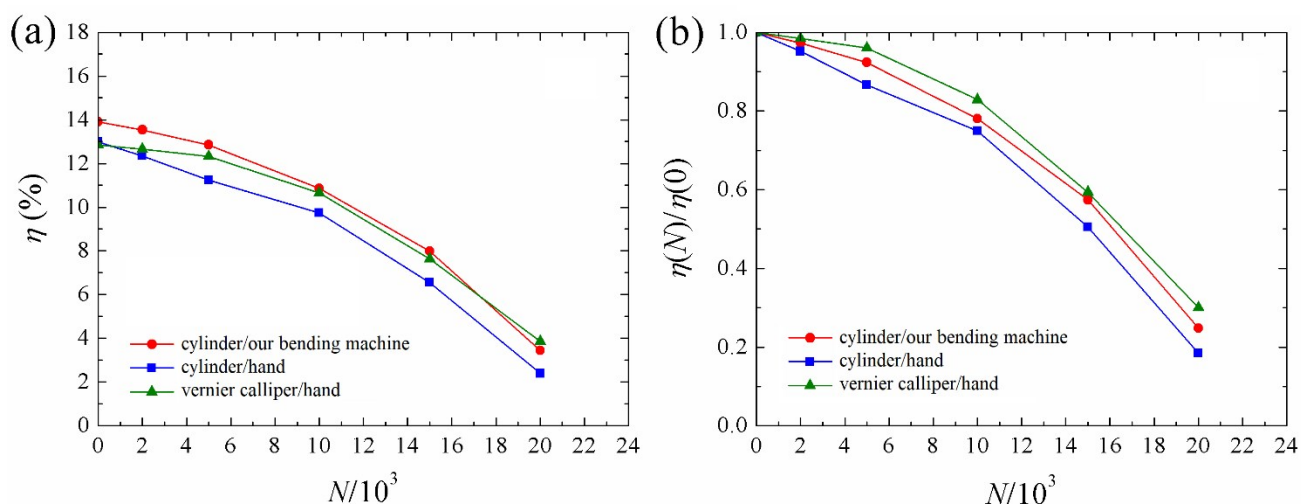 (a)
18
16
14
12
10
8
6
4
2
0
η (%)
cylinder/our bending machine
cylinder/hand
vernier calliper/hand
0 2 4 6 8 10 12 14 16 18 20 22 24
N/10³
(b)
1.0
0.8
0.6
0.4
0.2
0.0
η(N)/η(0)
cylinder/our bending machine
cylinder/hand
vernier calliper/hand
0 2 4 6 8 10 12 14 16 18 20 22 24
N/10³